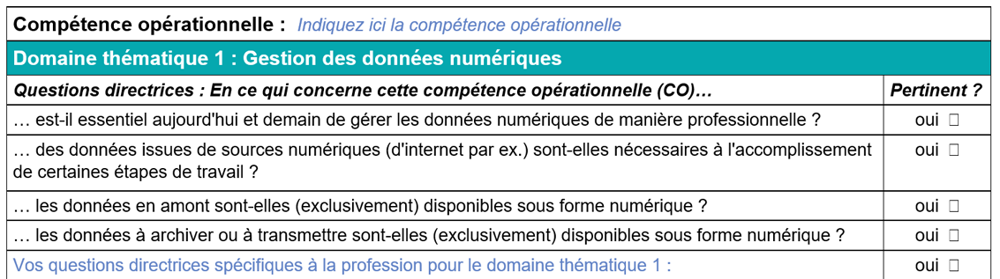 Compétence opérationnelle : Indiquez ici la compétence opérationnelle
Domaine thématique 1 : Gestion des données numériques
Questions directrices : En ce qui concerne cette compétence opérationnelle (CO)… Pertinent ?
… est-il essentiel aujourd'hui et demain de gérer les données numériques de manière professionnelle ? oui ☐
… des données issues de sources numériques (d'internet par ex.) sont-elles nécessaires à l'accomplissement oui ☐
de certaines étapes de travail ?
… les données en amont sont-elles (exclusivement) disponibles sous forme numérique ? oui ☐
… les données à archiver ou à transmettre sont-elles (exclusivement) disponibles sous forme numérique ? oui ☐
Vos questions directrices spécifiques à la profession pour le domaine thématique 1 : oui ☐